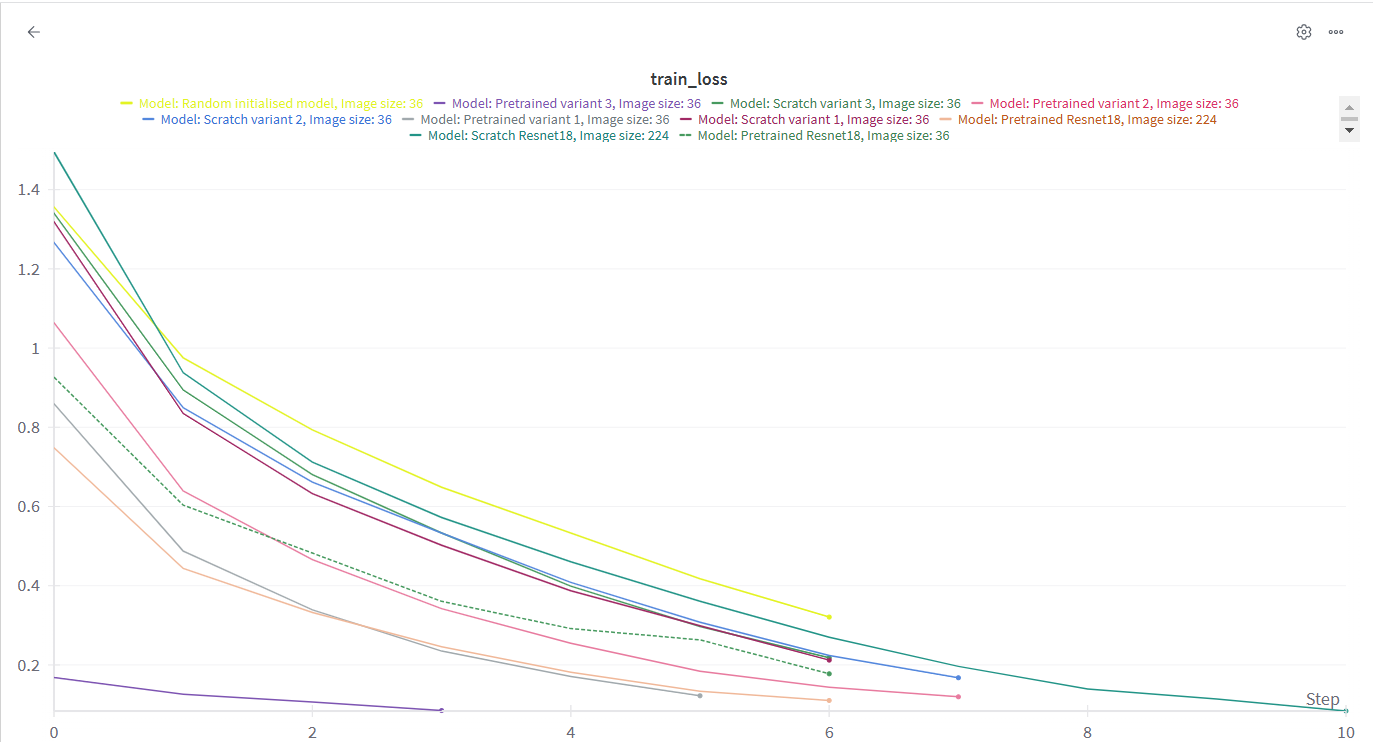 train_loss
Model: Random initialised model, Image size: 36 Model: Pretrained variant 3, Image size: 36 Model: Scratch variant 3, Image size: 36 Model: Pretrained variant 2, Image size: 36
Model: Scratch variant 2, Image size: 36 Model: Pretrained variant 1, Image size: 36 Model: Scratch variant 1, Image size: 36 Model: Pretrained Resnet18, Image size: 224
Model: Scratch Resnet18, Image size: 224 Model: Pretrained Resnet18, Image size: 36
1.4
1.2
1
0.8
0.6
0.4
0.2
Step
0 2 4 6 8 10